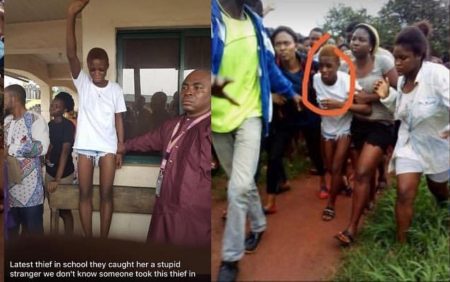 Latest thief in school they caught her a stupid
stranger we don't know someone took this thief in